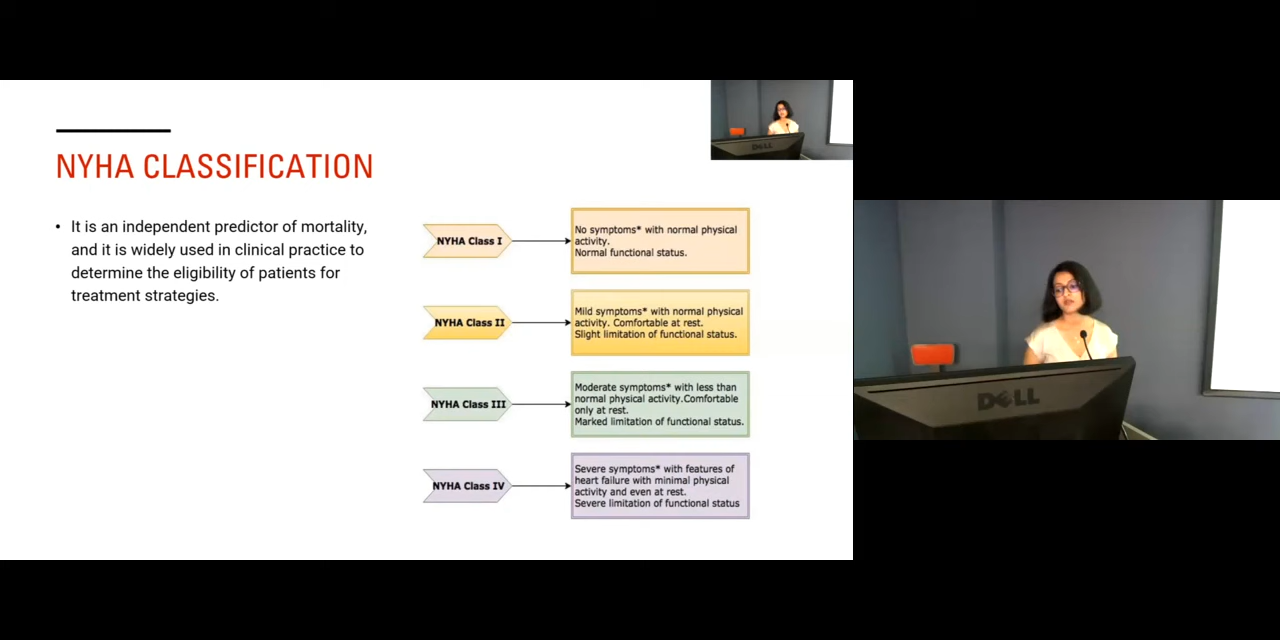 NYHA CLASSIFICATION
• It is an independent predictor of mortality,
and it is widely used in clinical practice to
determine the eligibility of patients for
treatment strategies.
NYHA Class I
No symptoms* with normal physical
activity.
Normal functional status.
NYHA Class II
Mild symptoms* with normal physical
activity. Comfortable at rest.
Slight limitation of functional status.
NYHA Class III
Moderate symptoms* with less than
normal physical activity.Comfortable
only at rest.
Marked limitation of functional status.
NYHA Class IV
Severe symptoms* with features of
heart failure with minimal physical
activity and even at rest.
Severe limitation of functional status
DELL
DELL